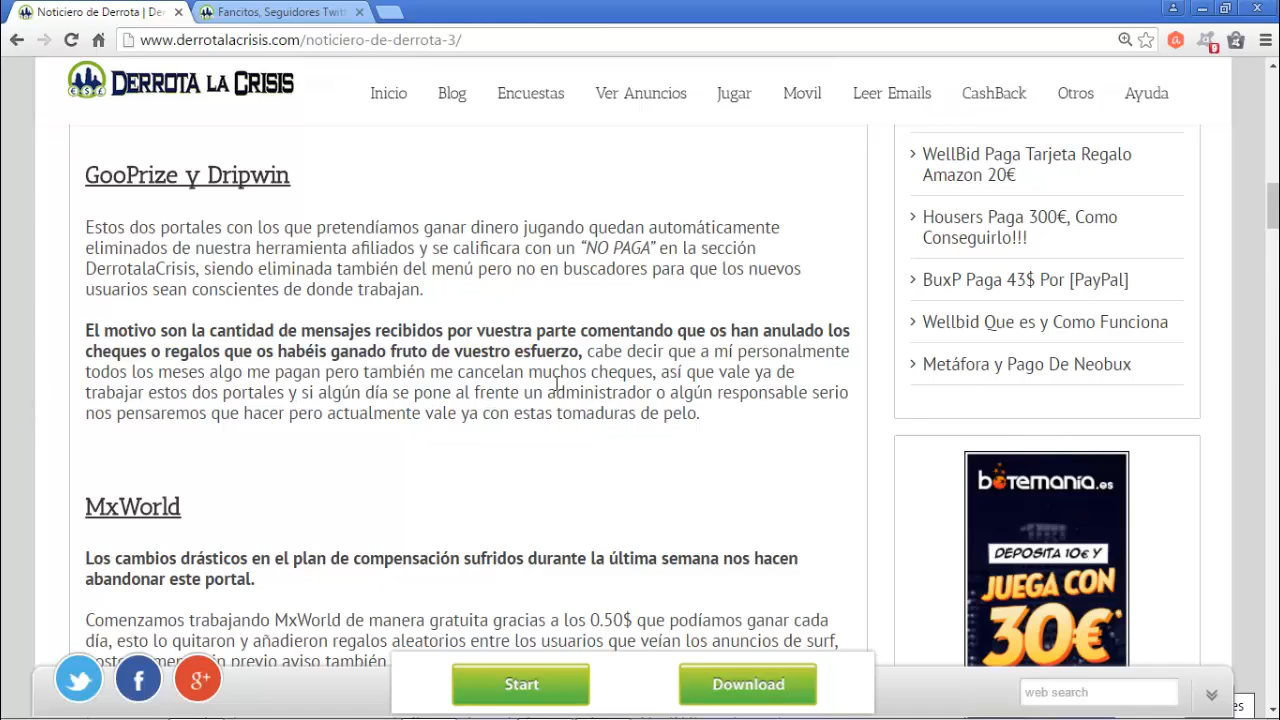 Noticiero de Derrota | De
Fancitos, Seguidores Twit
www.derrotalacrisis.com/noticiero-de-derrota-3/
9
DERROTA LA CRISIS
Inicio Blog Encuestas Ver Anuncios Jugar Movil Leer Emails CashBack Otros Ayuda
GooPrize y Dripwin
Estos dos portales con los que pretendíamos ganar dinero jugando quedan automáticamente
eliminados de nuestra herramienta afiliados y se calificara con un “NO PAGA” en la sección
DerrotalaCrisis, siendo eliminada también del menú pero no en buscadores para que los nuevos
usuarios sean conscientes de donde trabajan.
El motivo son la cantidad de mensajes recibidos por vuestra parte comentando que os han anulado los
cheques o regalos que os habéis ganado fruto de vuestro esfuerzo, cabe decir que a mí personalmente
todos los meses algo me pagan pero también me cancelan muchos cheques, así que vale ya de
trabajar estos dos portales y si algún día se pone al frente un administrador o algún responsable serio
nos pensaremos que hacer pero actualmente vale ya con estas tomaduras de pelo.
MxWorld
Los cambios drásticos en el plan de compensación sufridos durante la última semana nos hacen
abandonar este portal.
Comenzamos trabajando MxWorld de manera gratuita gracias a los 0.50$ que podíamos ganar cada
día, esto lo quitaron y añadieron regalos aleatorios entre los usuarios que veían los anuncios de surf,
previo aviso también
WellBid Paga Tarjeta Regalo
Amazon 20€
Housers Paga 300€, Como
Conseguirlo!!!
BuxP Paga 43$ Por [PayPal]
Wellbid Que es y Como Funciona
Metáfora y Pago De Neobux
botemania.es
DEPOSITA 10€ Y
JUEGA CON
30€
f
g+
Start
Download
web search
es